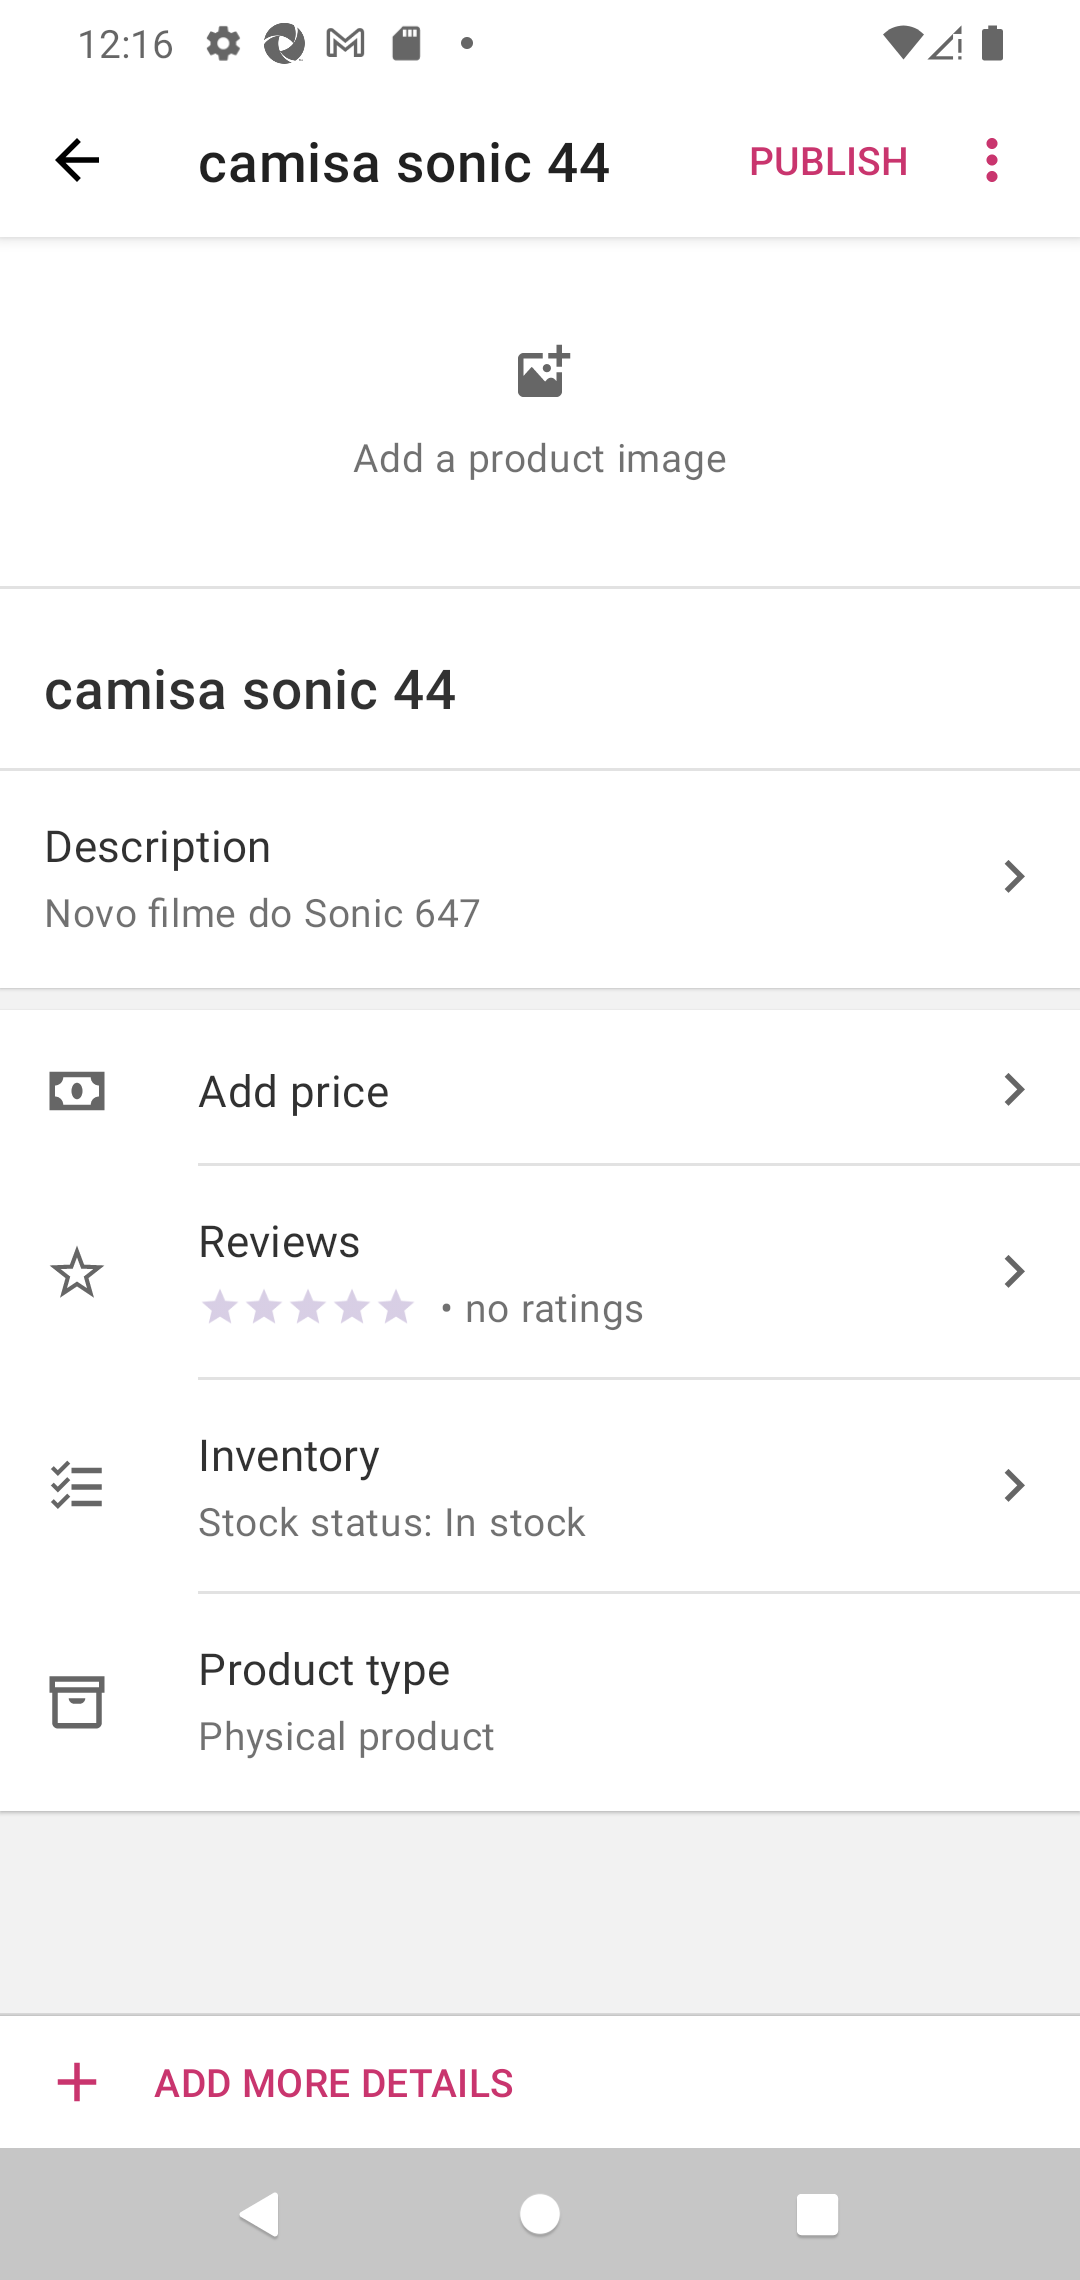 12:16
camisa sonic 44
PUBLISH
Add a product image
camisa sonic 44
Description
Novo filme do Sonic 647
Add price
Reviews
• no ratings
Inventory
Stock status: In stock
Product type
Physical product
ADD MORE DETAILS